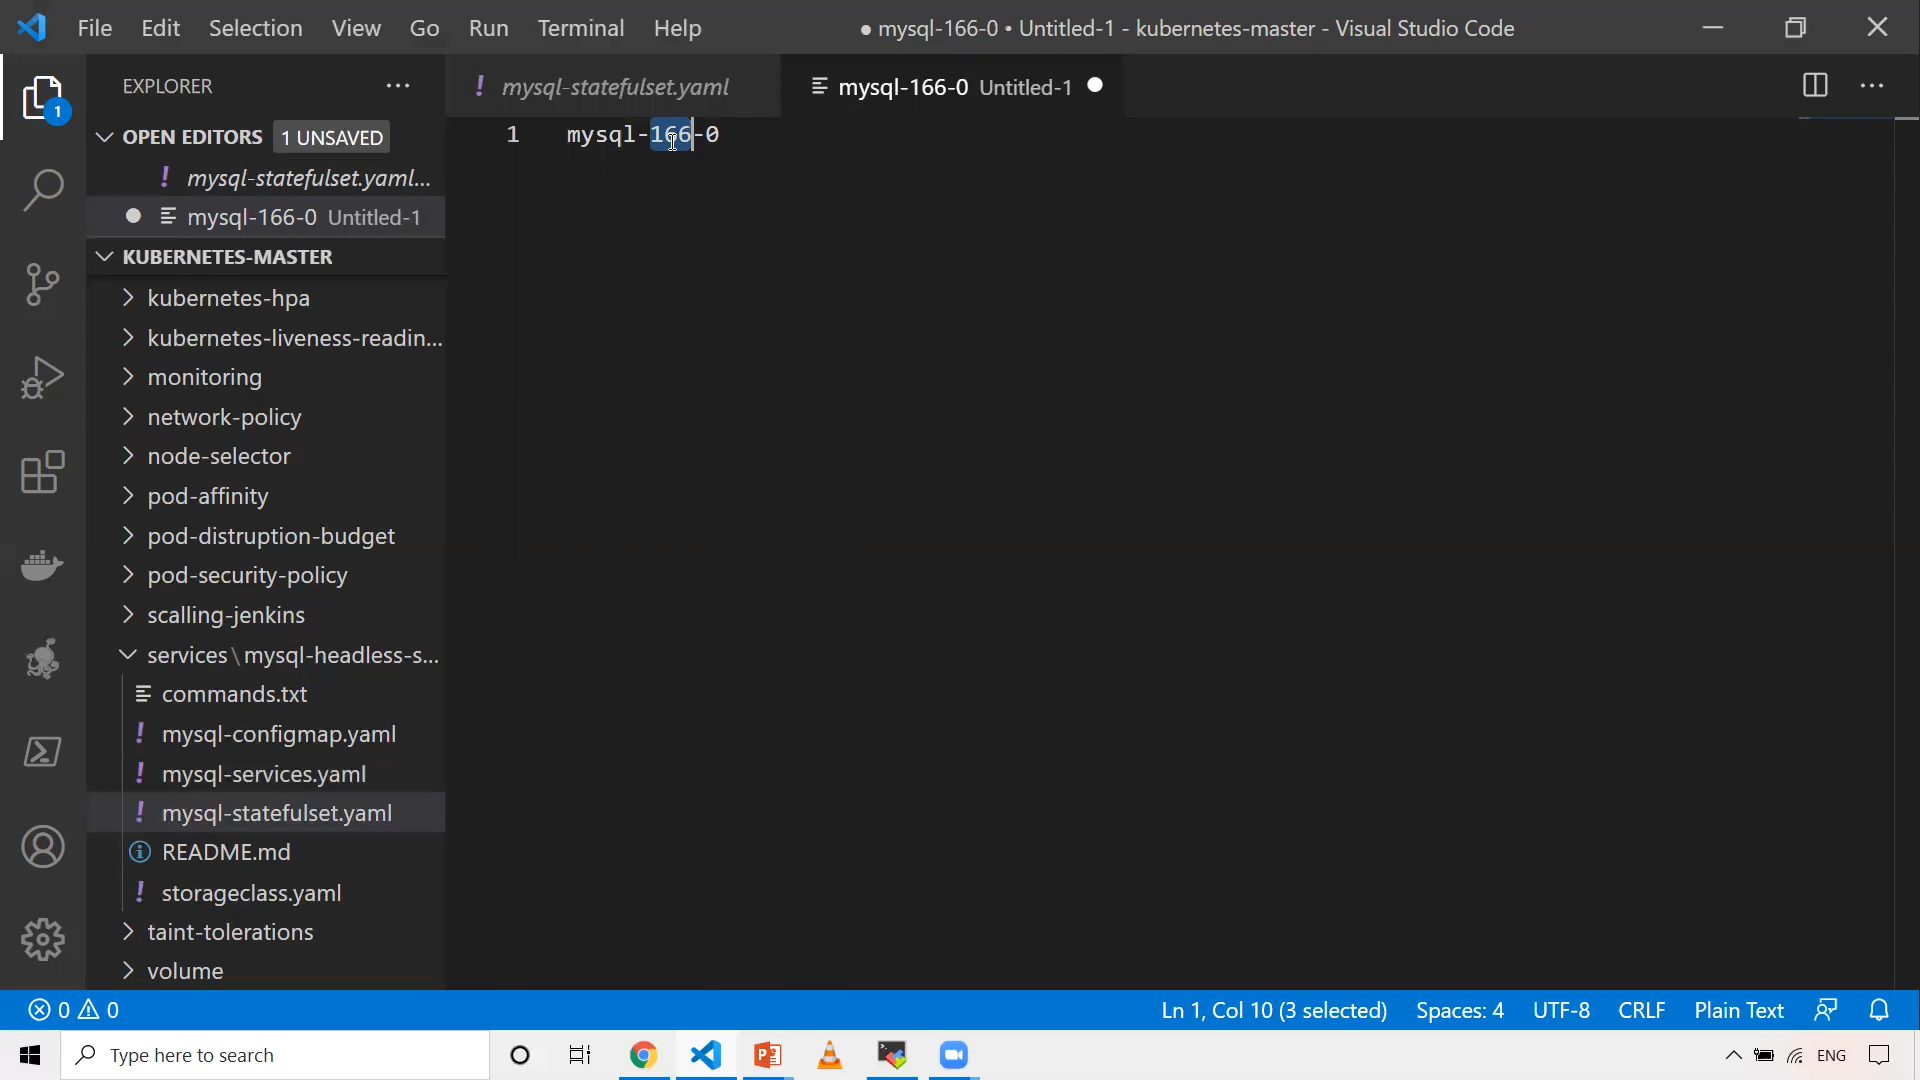 File Edit Selection View Go Run Terminal Help
● mysql-166-0 • Untitled-1 - kubernetes-master - Visual Studio Code
EXPLORER
! mysql-statefulset.yaml
mysql-166-0 Untitled-1
1
OPEN EDITORS 1 UNSAVED
1 mysql-166-0
! mysql-statefulset.yaml...
mysql-166-0 Untitled-1
KUBERNETES-MASTER
kubernetes-hpa
kubernetes-liveness-readin...
monitoring
network-policy
node-selector
pod-affinity
pod-distruption-budget
pod-security-policy
scalling-jenkins
services\mysql-headless-s...
commands.txt
! mysql-configmap.yaml
! mysql-services.yaml
! mysql-statefulset.yaml
README.md
! storageclass.yaml
taint-tolerations
volume
0 0
Ln 1, Col 10 (3 selected) Spaces: 4 UTF-8 CRLF Plain Text
Type here to search
ENG